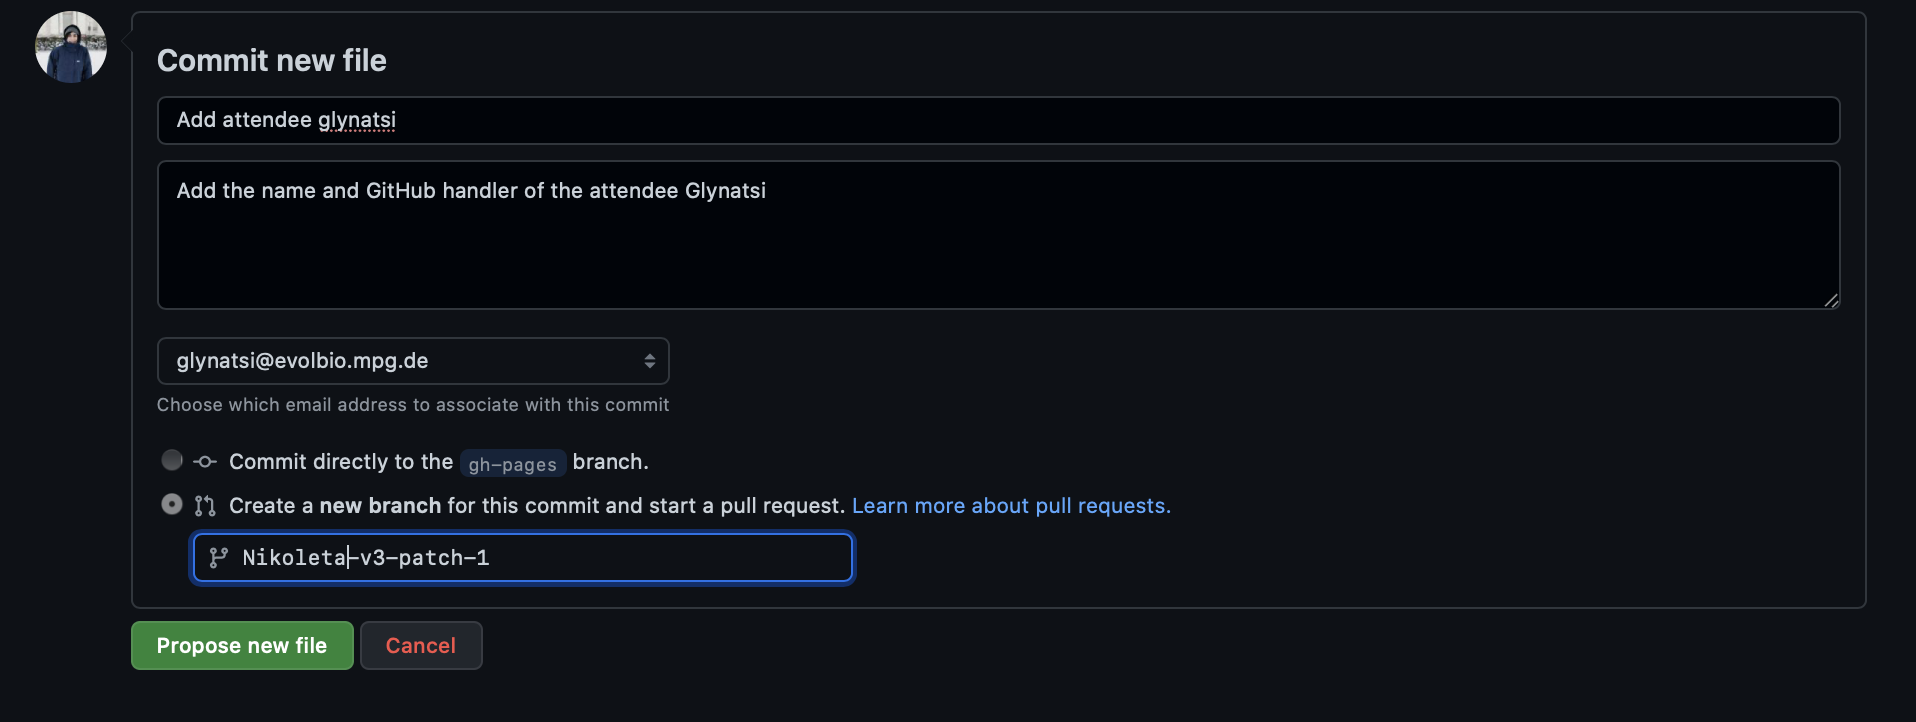 Commit new file
Add attendee glynatsi
Add the name and GitHub handler of the attendee Glynatsi
glynatsi@evolbio.mpg.de
Choose which email address to associate with this commit
Commit directly to the gh-pages branch.
Create a new branch for this commit and start a pull request. Learn more about pull requests.
Nikoleta-v3-patch-1
Propose new file Cancel